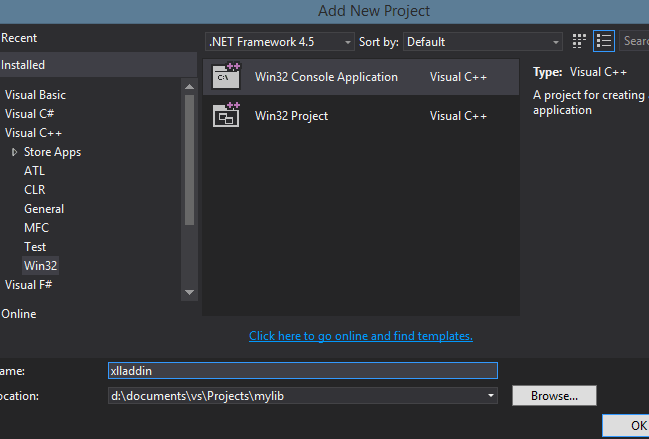 Add New Project
Recent
.NET Framework 4.5 Sort by: Default Searc
Installed
Win32 Console Application Visual C++
Type: Visual C++
Visual Basic
A project for creating a
application
Visual C#
Win32 Project Visual C++
Visual C++
Store Apps
ATL
CLR
General
MFC
Test
Win32
Visual F#
Online
Click here to go online and find templates.
ame: xlladdin
ocation: d:\documents\vs\Projects\mylib Browse...
OK